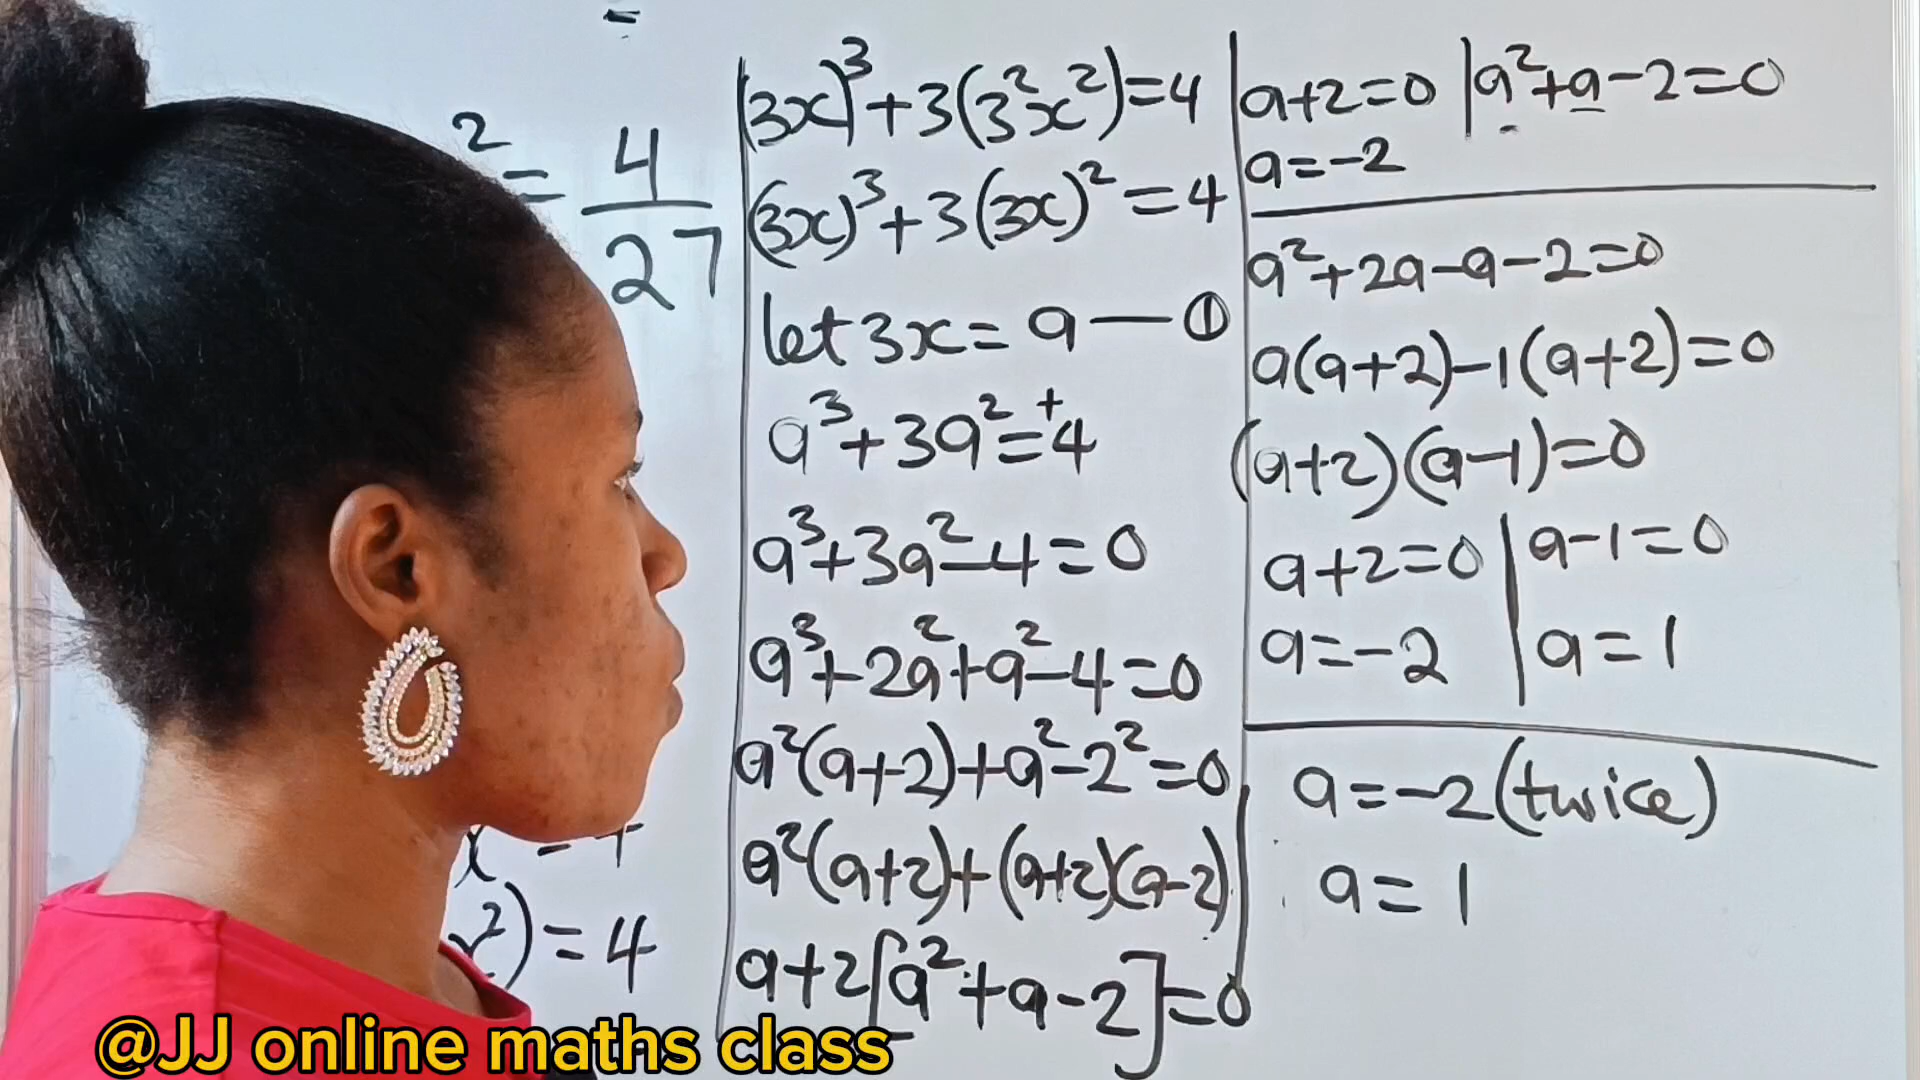 ² = 4/27
x = 4
x²) = 4
(3x)³+3(3²x²)=4
(3x)³+3(3x)²=4
let 3x=a—①
a³+3a²=⁺4
a³+3a²-4=0
a³+2a²+a²-4=0
a²(a+2)+a²-2²=0
a²(a+2)+(a+2)(a-2)
a+2[a²+a-2]=0
a+2=0 | a²+a-2=0
a=-2
a²+2a-a-2=0
a(a+2)-1(a+2)=0
(a+2)(a-1)=0
a+2=0 | a-1=0
a=-2 | a=1
a=-2(twice)
a=1
@JJ online maths class